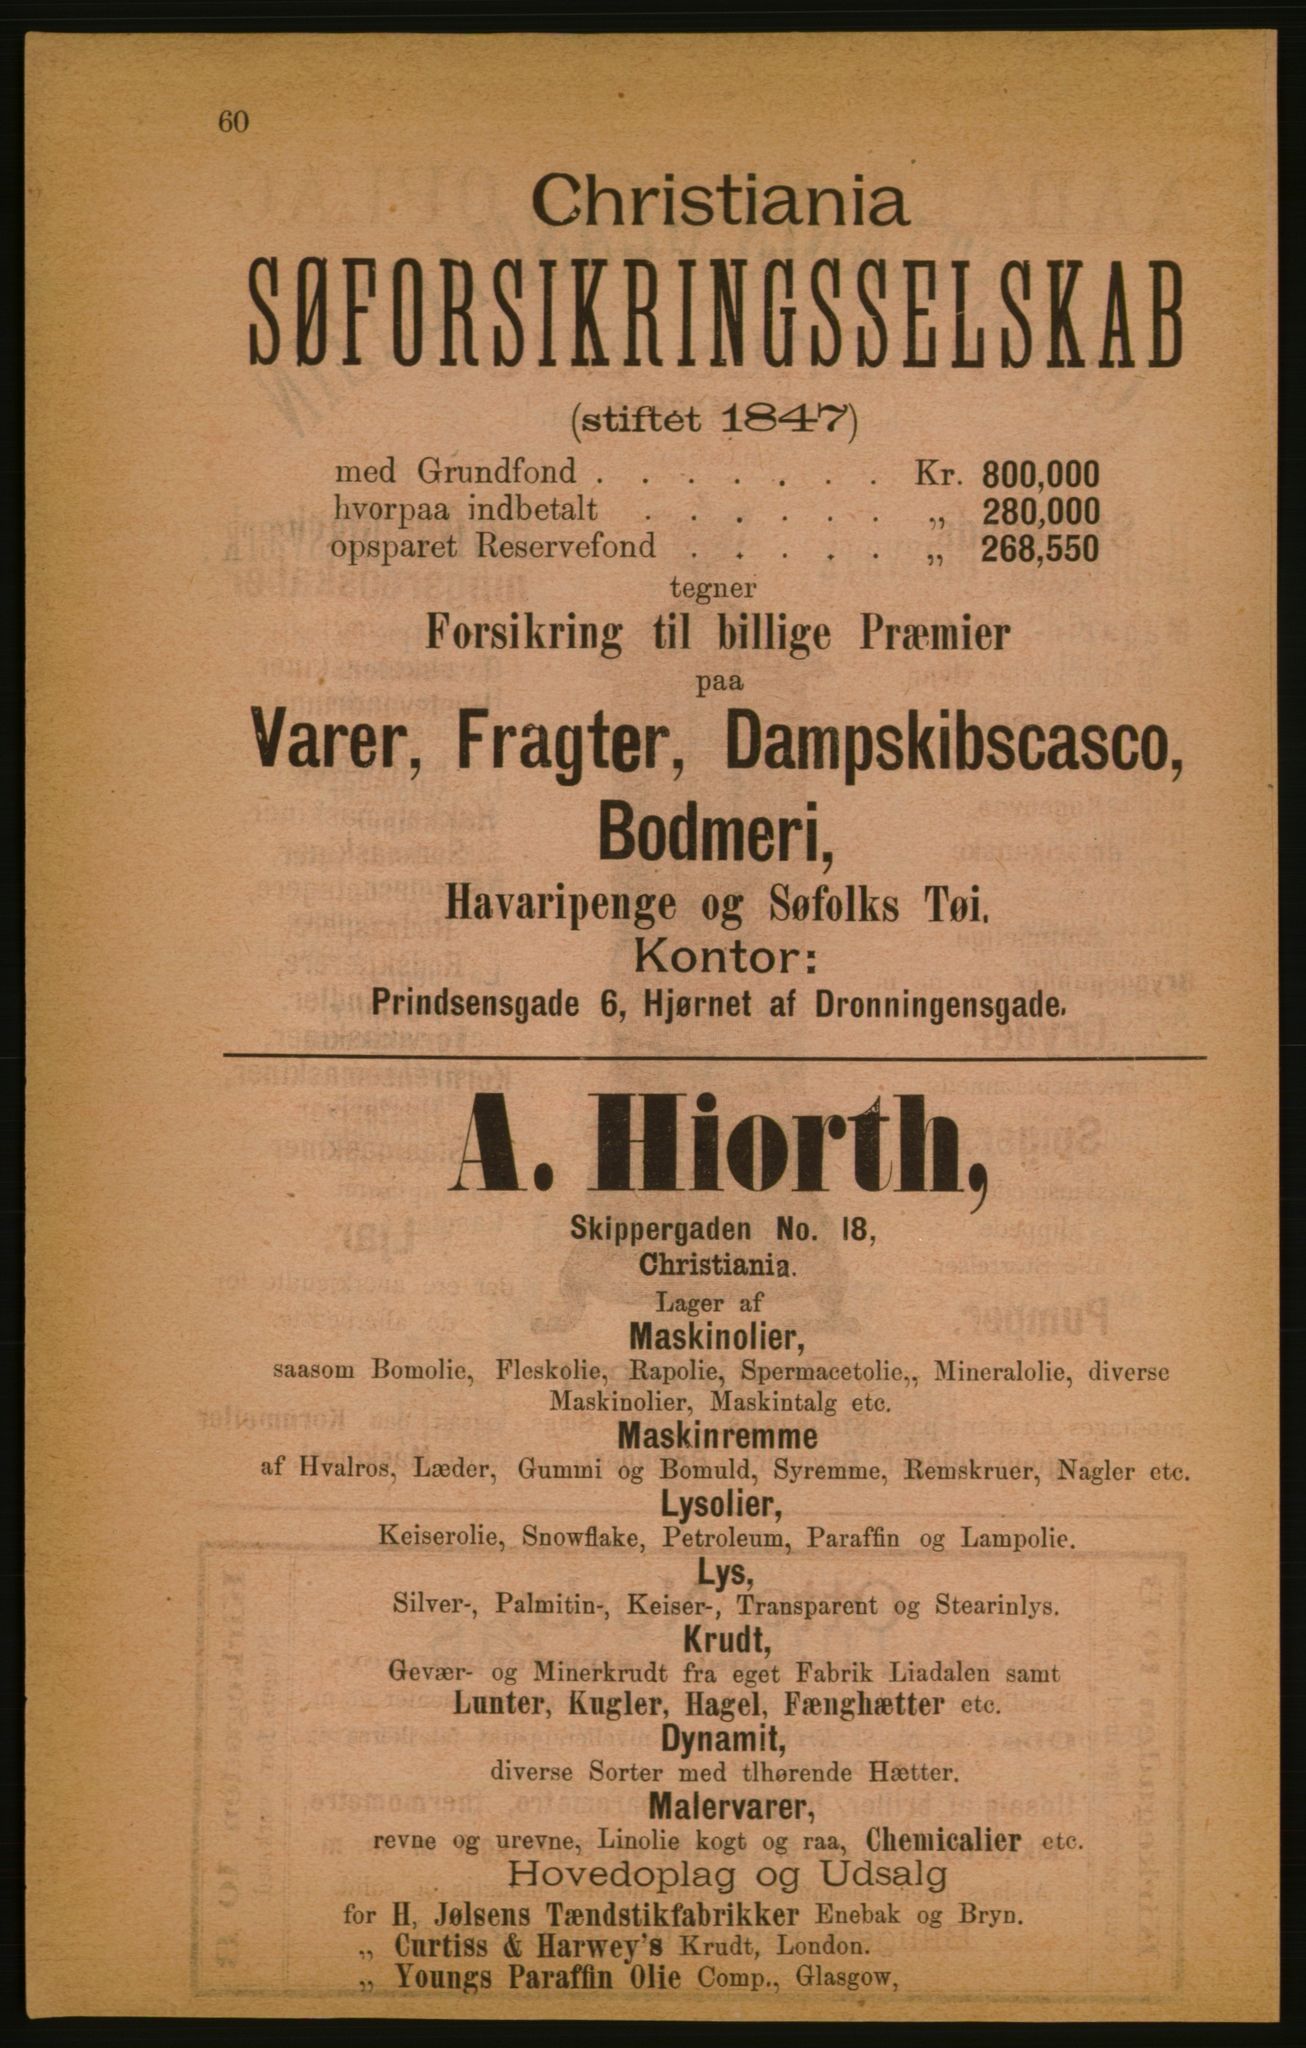 60
Christiania
SØFORSIKRINGSSELSKAB
(stiftet 1847)
med Grundfond . . . . . . . Kr. 800,000
hvorpaa indbetalt . . . . . . „ 280,000
opsparet Reservefond . . . . . „ 268,550
tegner
Forsikring til billige Præmier
paa
Varer, Fragter, Dampskibscasco,
Bodmeri,
Havaripenge og Søfolks Tøi.
Kontor:
Prindsensgade 6, Hjørnet af Dronningensgade.
A. Hiorth,
Skippergaden No. 18,
Christiania.
Lager af
Maskinolier,
saasom Bomolie, Fleskolie, Rapolie, Spermacetolie,, Mineralolie, diverse
Maskinolier, Maskintalg etc.
Maskinremme
af Hvalros, Læder, Gummi og Bomuld, Syremme, Remskruer, Nagler etc.
Lysolier,
Keiserolie, Snowflake, Petroleum, Paraffin og Lampolie.
Lys,
Silver-, Palmitin-, Keiser-, Transparent og Stearinlys.
Krudt,
Gevær- og Minerkrudt fra eget Fabrik Liadalen samt
Lunter, Kugler, Hagel, Fænghætter etc.
Dynamit,
diverse Sorter med tlhørende Hætter.
Malervarer,
revne og urevne, Linolie kogt og raa, Chemicalier etc.
Hovedoplag og Udsalg
for H, Jølsens Tændstikfabrikker Enebak og Bryn.
„ Curtiss & Harwey's Krudt, London.
„ Youngs Paraffin Olie Comp., Glasgow,